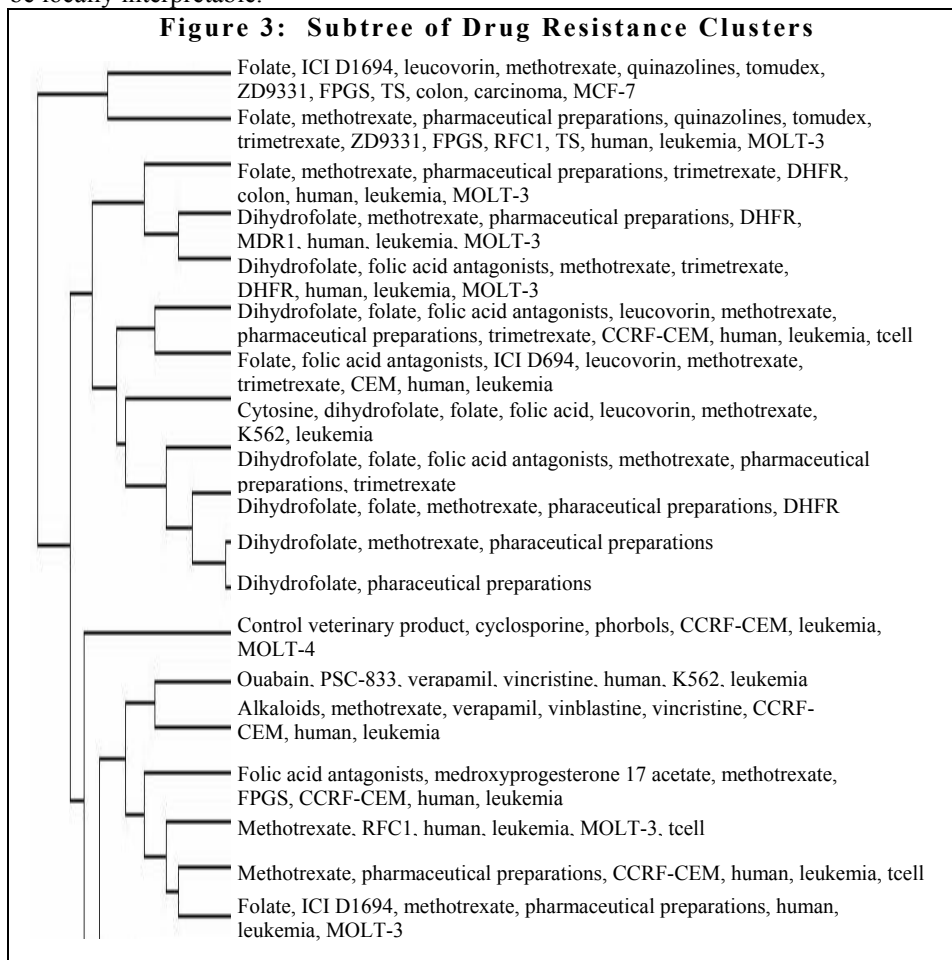 be locally interpretable.
Figure 3: Subtree of Drug Resistance Clusters
Folate, ICI D1694, leucovorin, methotrexate, quinazolines, tomudex,
ZD9331, FPGS, TS, colon, carcinoma, MCF-7
Folate, methotrexate, pharmaceutical preparations, quinazolines, tomudex,
trimetrexate, ZD9331, FPGS, RFC1, TS, human, leukemia, MOLT-3
Folate, methotrexate, pharmaceutical preparations, trimetrexate, DHFR,
colon, human, leukemia, MOLT-3
Dihydrofolate, methotrexate, pharmaceutical preparations, DHFR,
MDR1, human, leukemia, MOLT-3
Dihydrofolate, folic acid antagonists, methotrexate, trimetrexate,
DHFR, human, leukemia, MOLT-3
Dihydrofolate, folate, folic acid antagonists, leucovorin, methotrexate,
pharmaceutical preparations, trimetrexate, CCRF-CEM, human, leukemia, tcell
Folate, folic acid antagonists, ICI D694, leucovorin, methotrexate,
trimetrexate, CEM, human, leukemia
Cytosine, dihydrofolate, folate, folic acid, leucovorin, methotrexate,
K562, leukemia
Dihydrofolate, folate, folic acid antagonists, methotrexate, pharmaceutical
preparations, trimetrexate
Dihydrofolate, folate, methotrexate, pharaceutical preparations, DHFR
Dihydrofolate, methotrexate, pharaceutical preparations
Dihydrofolate, pharaceutical preparations
Control veterinary product, cyclosporine, phorbols, CCRF-CEM, leukemia,
MOLT-4
Ouabain, PSC-833, verapamil, vincristine, human, K562, leukemia
Alkaloids, methotrexate, verapamil, vinblastine, vincristine, CCRF-
CEM, human, leukemia
Folic acid antagonists, medroxyprogesterone 17 acetate, methotrexate,
FPGS, CCRF-CEM, human, leukemia
Methotrexate, RFC1, human, leukemia, MOLT-3, tcell
Methotrexate, pharmaceutical preparations, CCRF-CEM, human, leukemia, tcell
Folate, ICI D1694, methotrexate, pharmaceutical preparations, human,
leukemia, MOLT-3